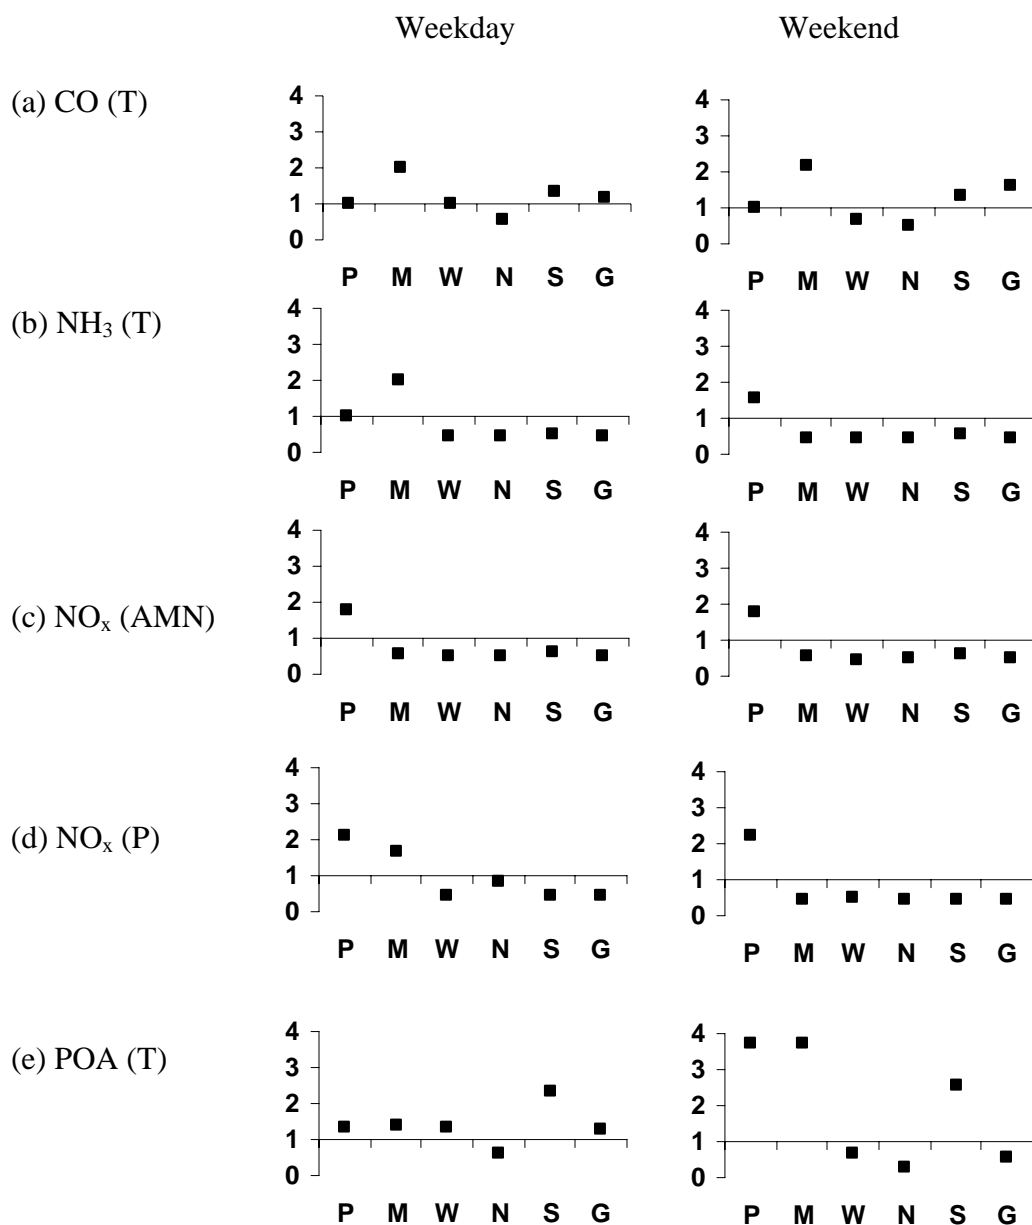 Weekday Weekend
(a) CO (T)
4 4
3 3
2 2
1 1
0 0
P M W N S G P M W N S G
(b) NH₃ (T)
4 4
3 3
2 2
1 1
0 0
P M W N S G P M W N S G
(c) NOₓ (AMN)
4 4
3 3
2 2
1 1
0 0
P M W N S G P M W N S G
(d) NOₓ (P)
4 4
3 3
2 2
1 1
0 0
P M W N S G P M W N S G
(e) POA (T)
4 4
3 3
2 2
1 1
0 0
P M W N S G P M W N S G